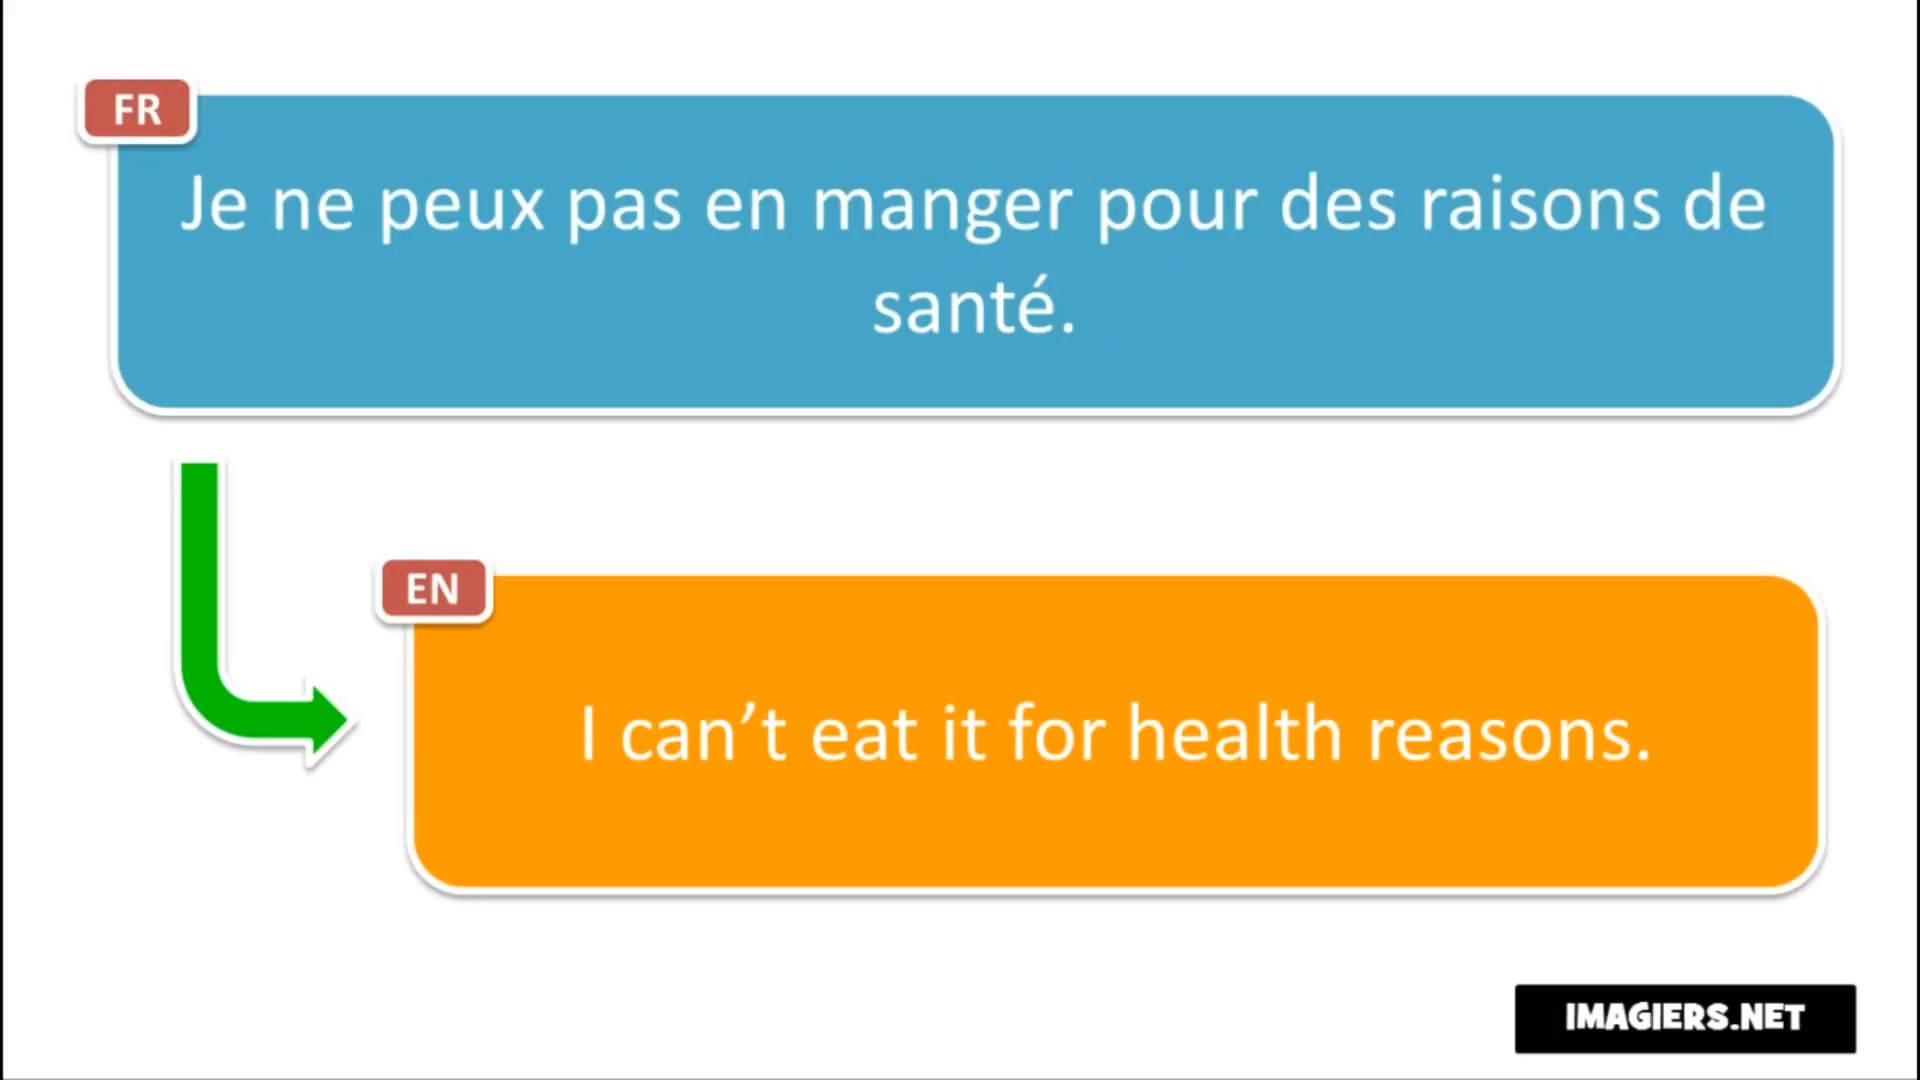 FR
Je ne peux pas en manger pour des raisons de
santé.
EN
I can’t eat it for health reasons.
IMAGIERS.NET